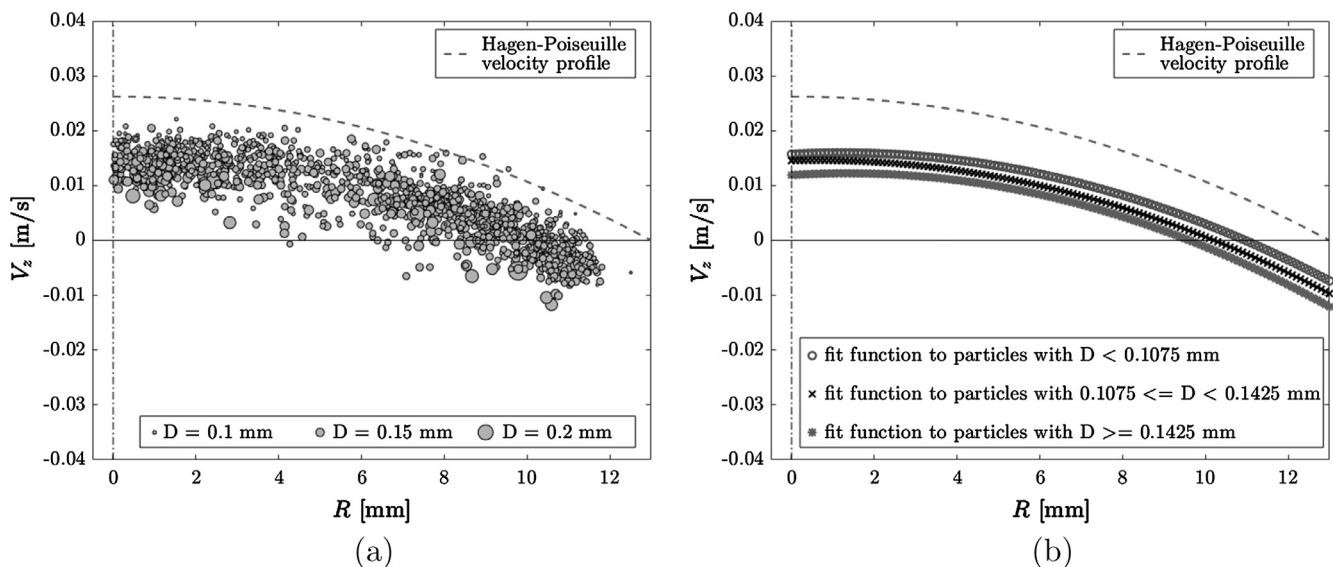 0.04
0.03
0.02
0.01
0
-0.01
-0.02
-0.03
-0.04
V_z [m/s]
Hagen-Poiseuille
velocity profile
D = 0.1 mm D = 0.15 mm D = 0.2 mm
0 2 4 6 8 10 12
R [mm]
(a)
0.04
0.03
0.02
0.01
0
-0.01
-0.02
-0.03
-0.04
V_z [m/s]
Hagen-Poiseuille
velocity profile
fit function to particles with D < 0.1075 mm
fit function to particles with 0.1075 <= D < 0.1425 mm
fit function to particles with D >= 0.1425 mm
0 2 4 6 8 10 12
R [mm]
(b)